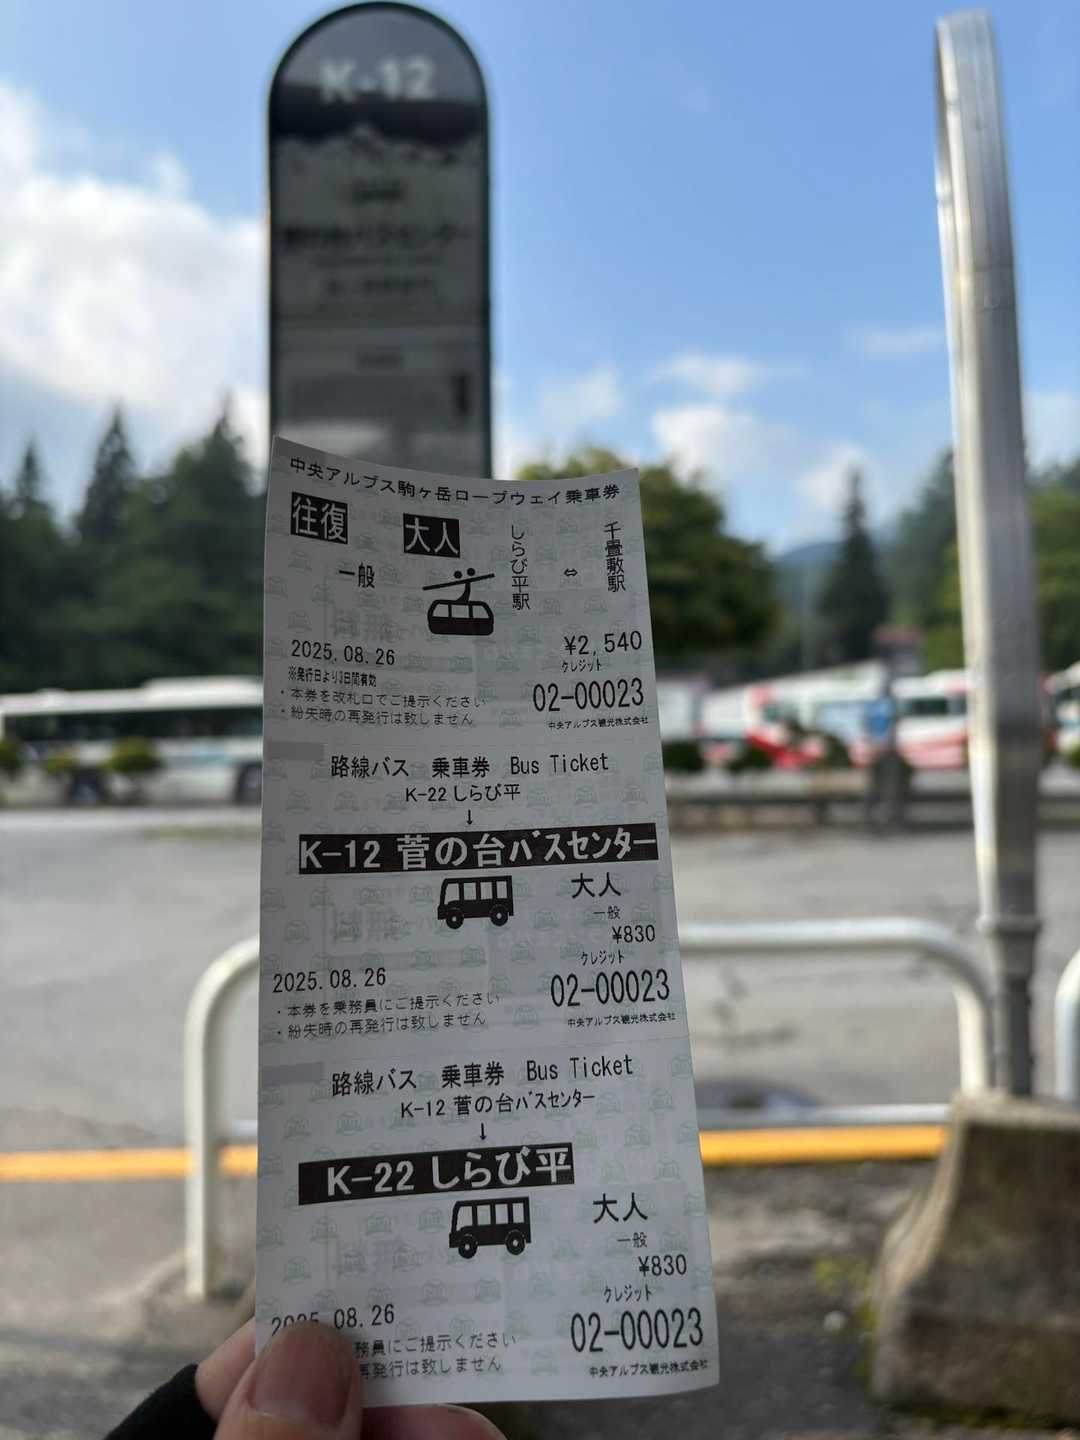 K-12
中央アルプス駒ヶ岳ロープウェイ乗車券
往復 大人
一般
しらび平駅 ⇔ 千畳敷駅
2025.08.26
¥2,540
クレジット
※発行日より3日間有効
・本券を改札口でご提示ください
・紛失時の再発行は致しません
02-00023
中央アルプス観光株式会社
路線バス 乗車券 Bus Ticket
K-22 しらび平
↓
K-12 菅の台バスセンター
大人
一般
¥830
クレジット
2025.08.26
02-00023
・本券を乗務員にご提示ください
・紛失時の再発行は致しません
中央アルプス観光株式会社
路線バス 乗車券 Bus Ticket
K-12 菅の台バスセンター
↓
K-22 しらび平
大人
一般
¥830
クレジット
2025.08.26
02-00023
務員にご提示ください
再発行は致しません
中央アルプス観光株式会社